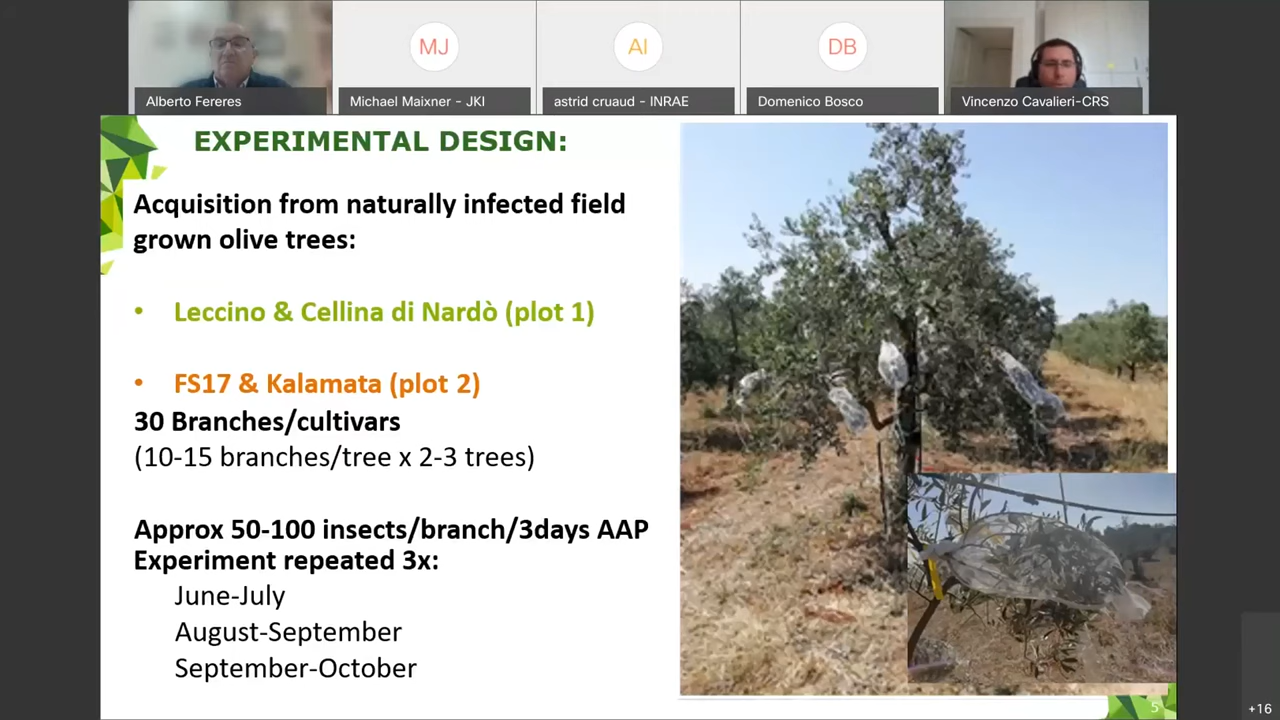 MJ
AI
DB
Alberto Fereres
Michael Maixner - JKI
astrid cruaud - INRAE
Domenico Bosco
Vincenzo Cavalieri-CRS
EXPERIMENTAL DESIGN:
Acquisition from naturally infected field
grown olive trees:
• Leccino & Cellina di Nardò (plot 1)
• FS17 & Kalamata (plot 2)
30 Branches/cultivars
(10-15 branches/tree x 2-3 trees)
Approx 50-100 insects/branch/3days AAP
Experiment repeated 3x:
June-July
August-September
September-October
5
+16